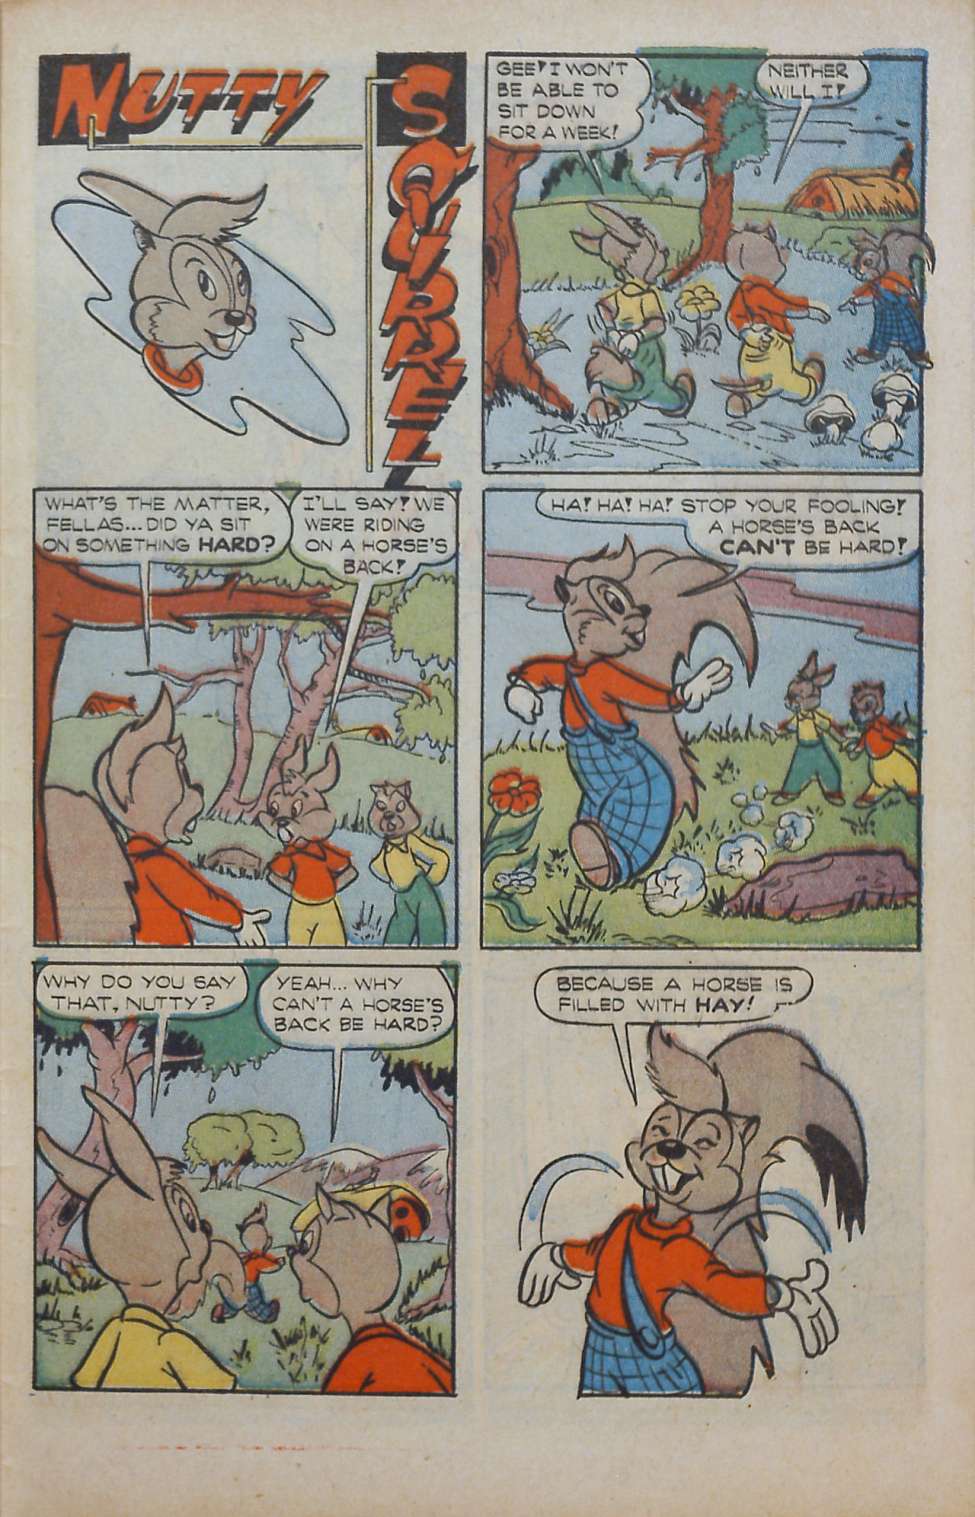 NUTTY
SQUIRREL
GEE! I WON'T
BE ABLE TO
SIT DOWN
FOR A WEEK!
NEITHER
WILL I!
WHAT'S THE MATTER,
FELLAS... DID YA SIT
ON SOMETHING HARD?
I'LL SAY! WE
WERE RIDING
ON A HORSE'S
BACK!
HA! HA! HA! STOP YOUR FOOLING!
A HORSE'S BACK
CAN'T BE HARD!
WHY DO YOU SAY
THAT, NUTTY?
YEAH... WHY
CAN'T A HORSE'S
BACK BE HARD?
BECAUSE A HORSE IS
FILLED WITH HAY!